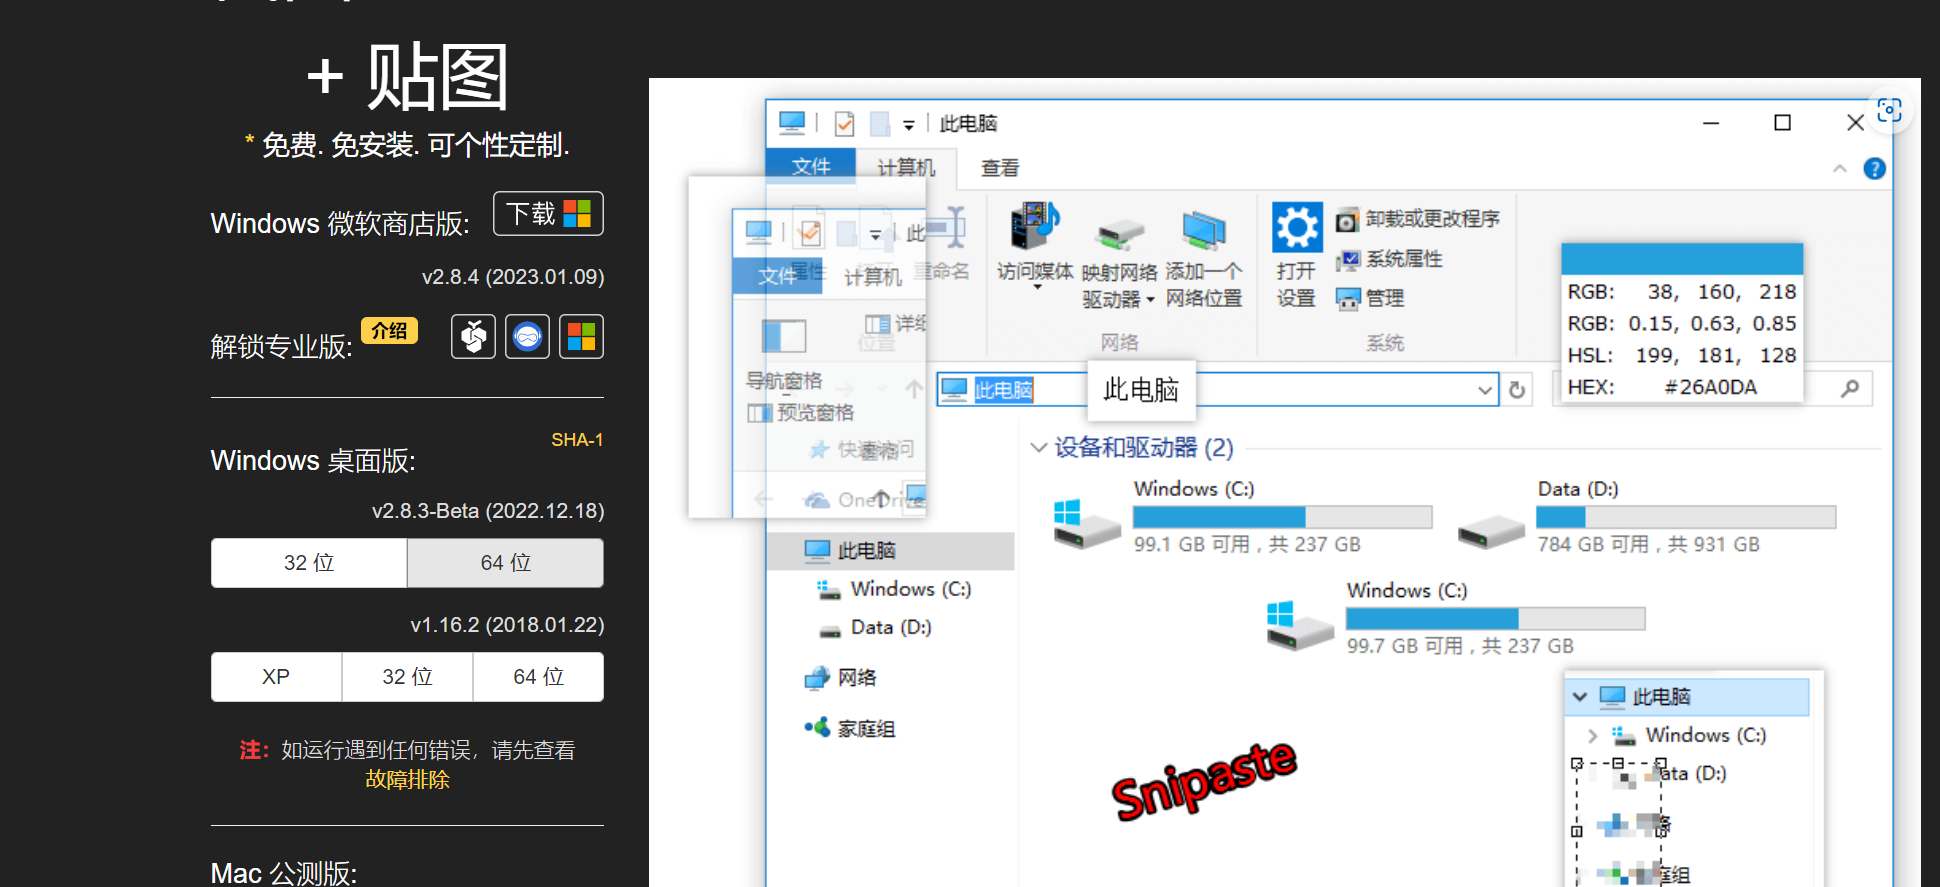 + 贴图
* 免费. 免安装. 可个性定制.
Windows 微软商店版:
下载
v2.8.4 (2023.01.09)
解锁专业版:
介绍
SHA-1
Windows 桌面版:
v2.8.3-Beta (2022.12.18)
32 位
64 位
v1.16.2 (2018.01.22)
XP
32 位
64 位
注：如运行遇到任何错误，请先查看
故障排除
Mac 公测版:
此电脑
文件
计算机
查看
此
文件
属性
计算机
重命名
详细
位置
导航窗格
预览窗格
快速访问
OneDrive
访问媒体
映射网络
驱动器
添加一个
网络位置
网络
打开
设置
卸载或更改程序
系统属性
管理
系统
RGB: 38, 160, 218
RGB: 0.15, 0.63, 0.85
HSL: 199, 181, 128
HEX: #26A0DA
此电脑
此电脑
设备和驱动器 (2)
Windows (C:)
99.1 GB 可用，共 237 GB
Data (D:)
784 GB 可用，共 931 GB
Windows (C:)
99.7 GB 可用，共 237 GB
此电脑
Windows (C:)
Data (D:)
网络
家庭组
Snipaste
此电脑
Windows (C:)
ata (D:)
庭组